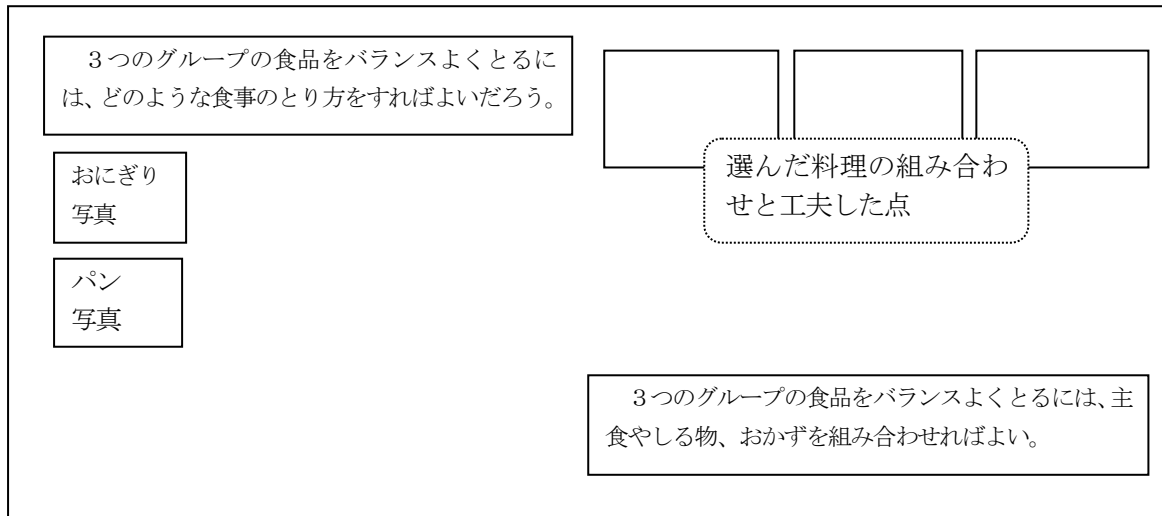 ３つのグループの食品をバランスよくとるに
は、どのような食事のとり方をすればよいだろう。
おにぎり
写真
パン
写真
選んだ料理の組み合わ
せと工夫した点
　３つのグループの食品をバランスよくとるには、主
食やしる物、おかずを組み合わせればよい。